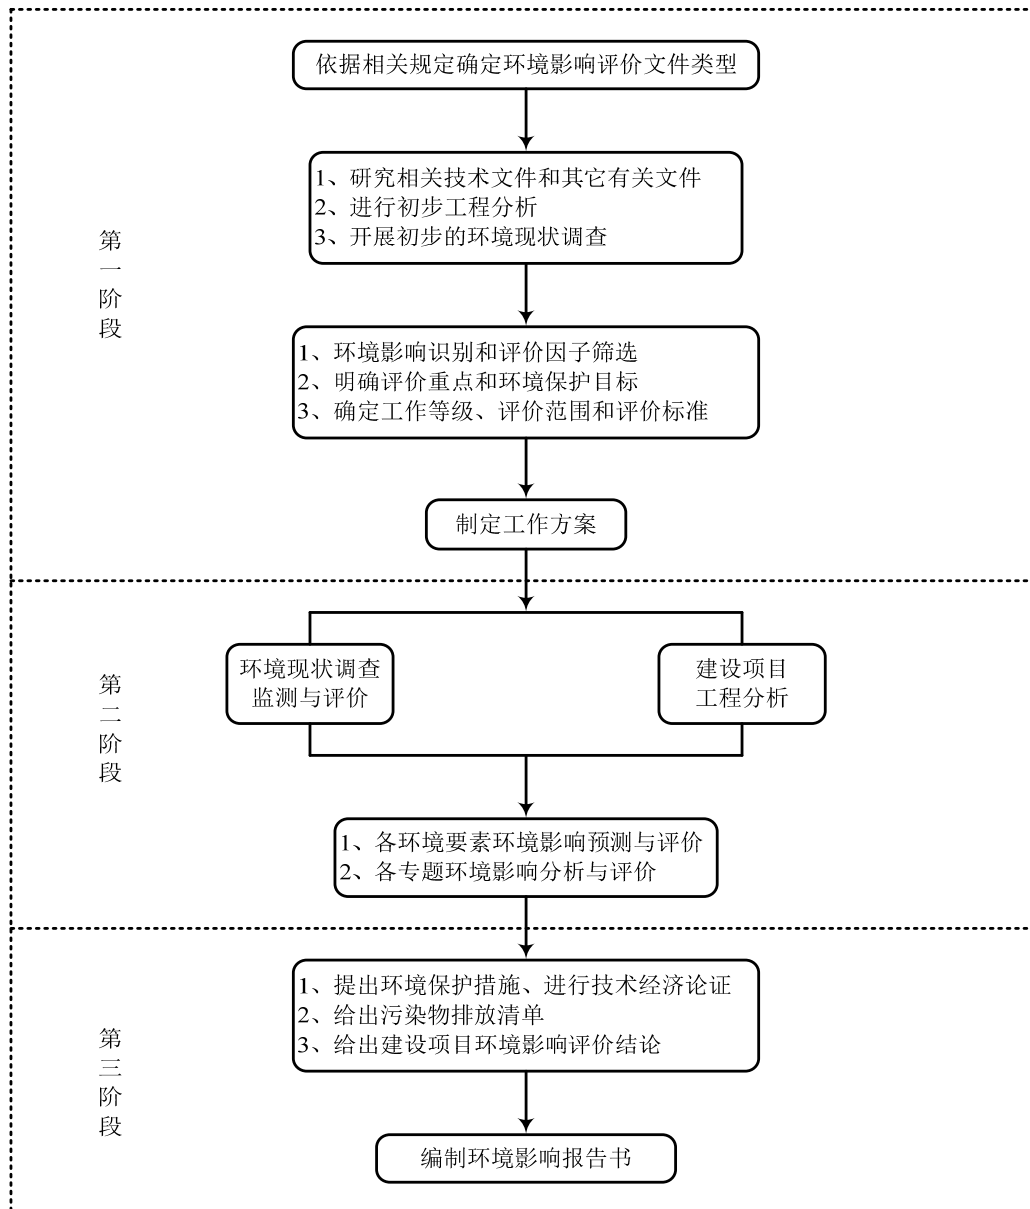 依据相关规定确定环境影响评价文件类型
1、研究相关技术文件和其它有关文件
2、进行初步工程分析
3、开展初步的环境现状调查
第一阶段
1、环境影响识别和评价因子筛选
2、明确评价重点和环境保护目标
3、确定工作等级、评价范围和评价标准
制定工作方案
第二阶段
环境现状调查
监测与评价
建设项目
工程分析
1、各环境要素环境影响预测与评价
2、各专题环境影响分析与评价
第三阶段
1、提出环境保护措施、进行技术经济论证
2、给出污染物排放清单
3、给出建设项目环境影响评价结论
编制环境影响报告书